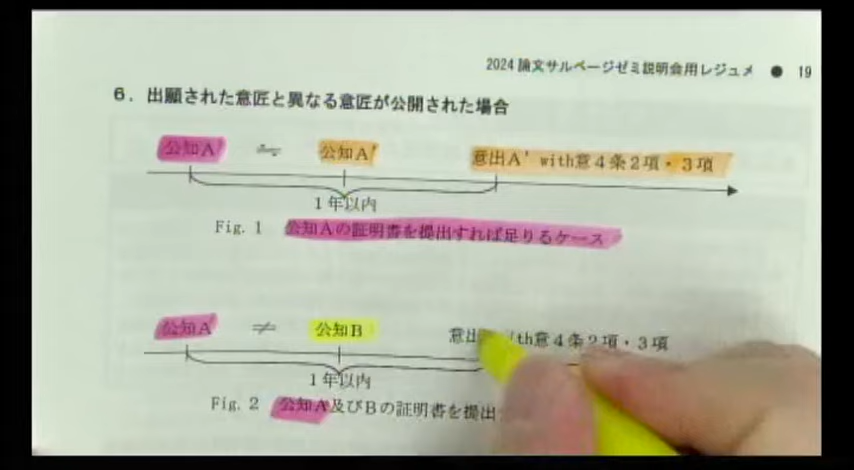 2024 論文サルベージゼミ説明会用レジュメ ● 19
6．出願された意匠と異なる意匠が公開された場合
公知A ≒ 公知A' 意出A' with意4条2項・3項
1年以内
Fig. 1 公知Aの証明書を提出すれば足りるケース
公知A ≠ 公知B 意出 th意4条2項・3項
1年以内
Fig. 2 公知A及びBの証明書を提出